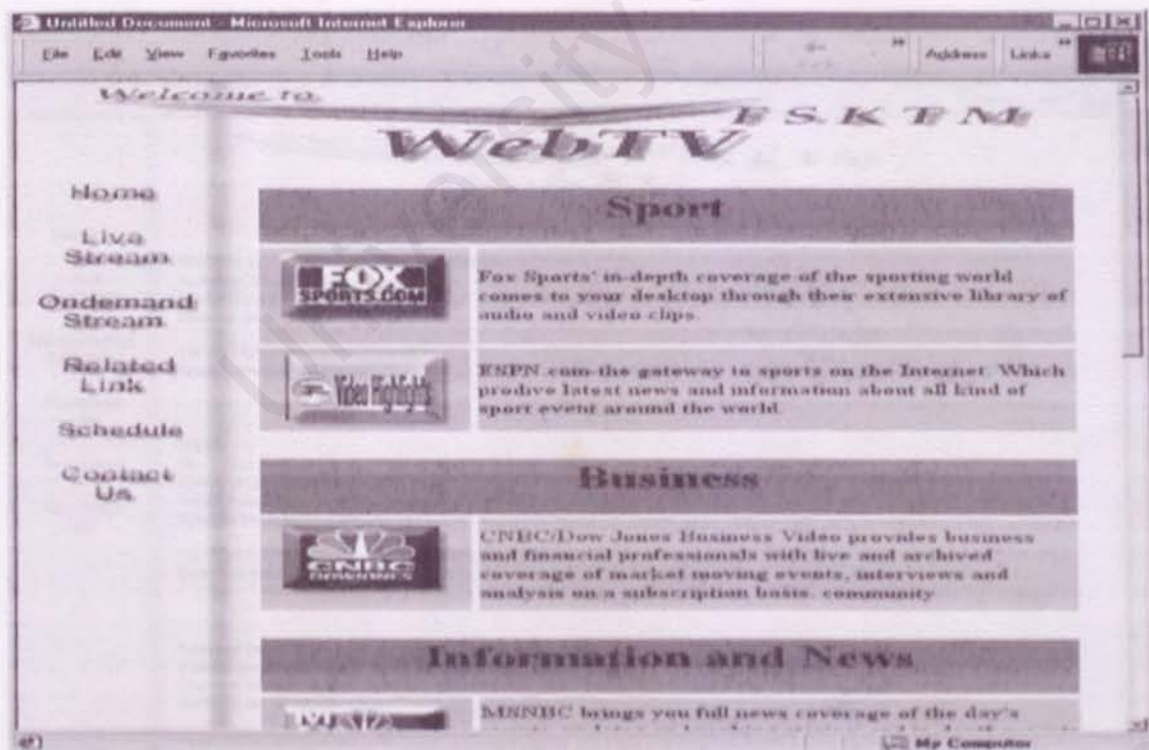 Untitled Document - Microsoft Internet Explorer
File Edit View Favorites Tools Help
Address Links
Welcome to
FSKTM
WebTV
Home
Live
Stream
Ondemand
Stream
Related
Link
Schedule
Contact
Us
Sport
FOX
SPORTS.COM
Fox Sports' in-depth coverage of the sporting world
comes to your desktop through their extensive library of
audio and video clips.
Video Highlights
ESPN.com-the gateway to sports on the Internet. Which
prodive latest news and information about all kind of
sport event around the world.
Business
CNBC
DOWJONES
CNBC/Dow Jones Business Video provides business
and financial professionals with live and archived
coverage of market moving events, interviews and
analysis on a subscription basis. community
Information and News
MSNBC brings you full news coverage of the day's
My Computer
University